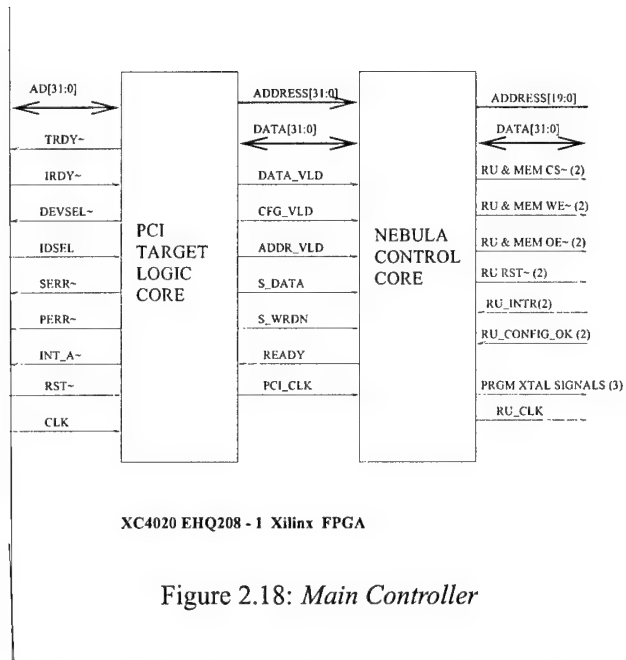 AD[31:0]
TRDY~
IRDY~
DEVSEL~
IDSEL
SERR~
PERR~
INT_A~
RST~
CLK
PCI
TARGET
LOGIC
CORE
ADDRESS[31:0]
DATA[31:0]
DATA_VLD
CFG_VLD
ADDR_VLD
S_DATA
S_WRDN
READY
PCI_CLK
NEBULA
CONTROL
CORE
ADDRESS[19:0]
DATA[31:0]
RU & MEM CS~ (2)
RU & MEM WE~ (2)
RU & MEM OE~ (2)
RU RST~ (2)
RU_INTR(2)
RU_CONFIG_OK (2)
PRGM XTAL SIGNALS (3)
RU_CLK
XC4020 EHQ208 - 1 Xilinx FPGA
Figure 2.18: Main Controller